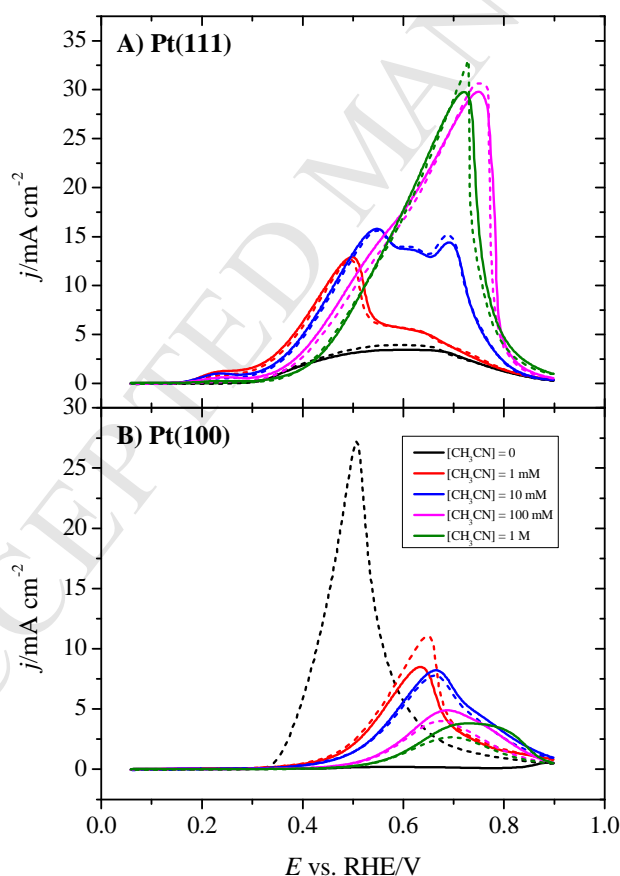 A) Pt(111)
35
30
25
20
15
10
5
0
j/mA cm⁻²
B) Pt(100)
30
25
20
15
10
5
0
j/mA cm⁻²
[CH₃CN] = 0
[CH₃CN] = 1 mM
[CH₃CN] = 10 mM
[CH₃CN] = 100 mM
[CH₃CN] = 1 M
0.0 0.2 0.4 0.6 0.8 1.0
E vs. RHE/V
CCEPTED MAN